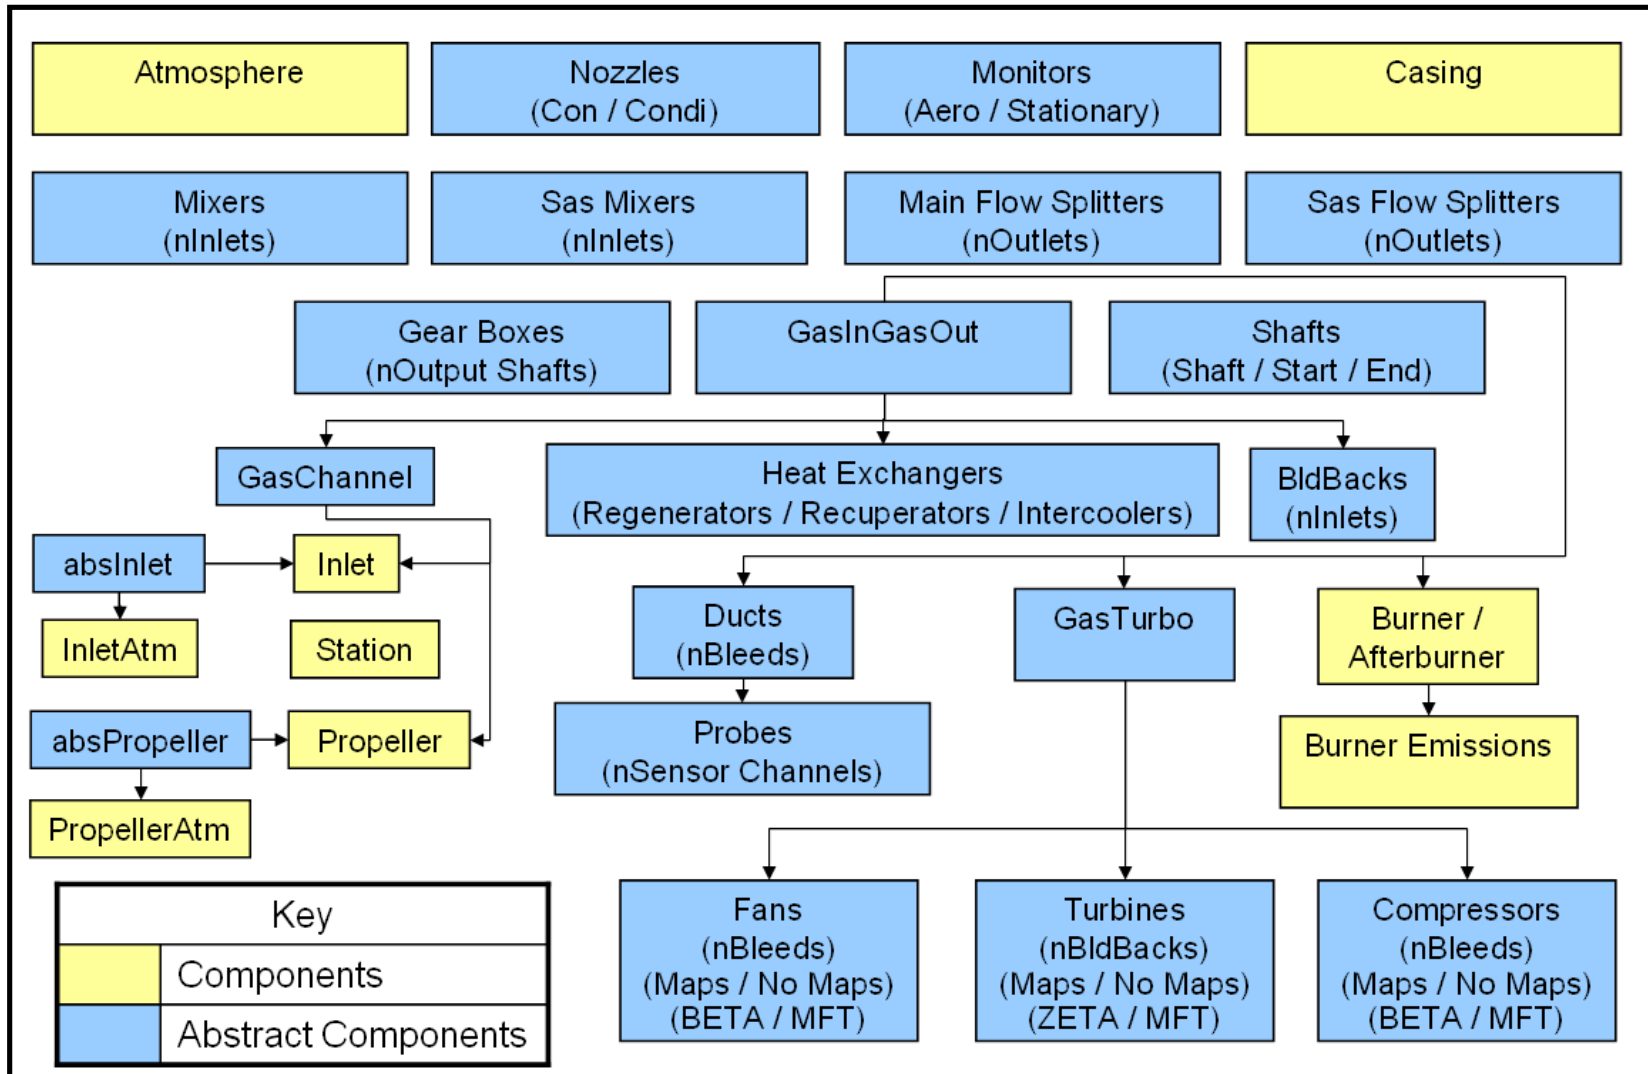 Atmosphere
Nozzles
(Con / Condi)
Monitors
(Aero / Stationary)
Casing
Mixers
(nInlets)
Sas Mixers
(nInlets)
Main Flow Splitters
(nOutlets)
Sas Flow Splitters
(nOutlets)
Gear Boxes
(nOutput Shafts)
GasInGasOut
Shafts
(Shaft / Start / End)
GasChannel
Heat Exchangers
(Regenerators / Recuperators / Intercoolers)
BldBacks
(nInlets)
absInlet
Inlet
InletAtm
Station
absPropeller
Propeller
PropellerAtm
Ducts
(nBleeds)
GasTurbo
Burner /
Afterburner
Probes
(nSensor Channels)
Burner Emissions
Fans
(nBleeds)
(Maps / No Maps)
(BETA / MFT)
Turbines
(nBldBacks)
(Maps / No Maps)
(ZETA / MFT)
Compressors
(nBleeds)
(Maps / No Maps)
(BETA / MFT)
Key
Components
Abstract Components